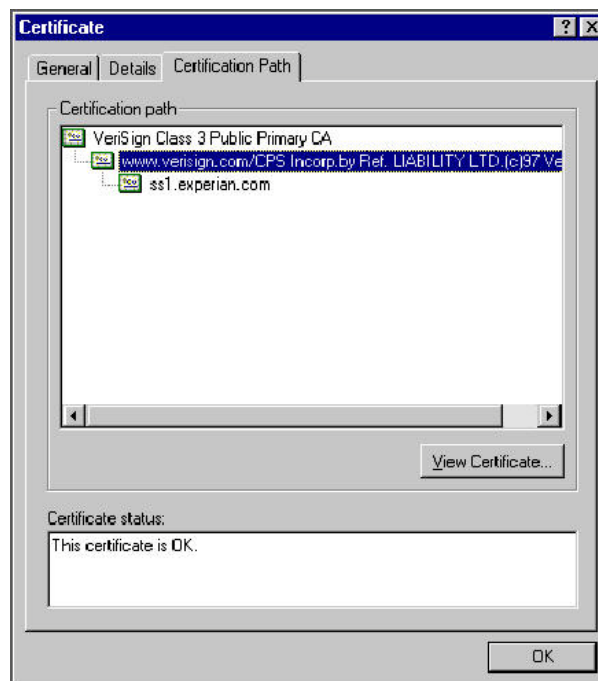 Certificate
General Details Certification Path
Certification path
VeriSign Class 3 Public Primary CA
www.verisign.com/CPS Incorp.by Ref. LIABILITY LTD.(c)97 Ve
ss1.experian.com
View Certificate...
Certificate status:
This certificate is OK.
OK